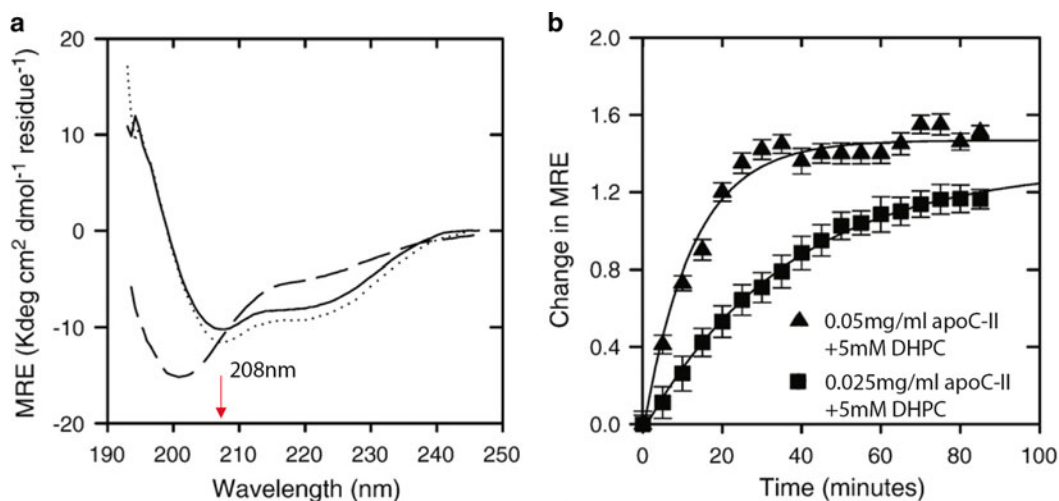 a
20
10
0
-10
-20
MRE (Kdeg cm² dmol⁻¹ residue⁻¹)
208nm
190 200 210 220 230 240 250
Wavelength (nm)
b
2.0
1.6
1.2
0.8
0.4
0.0
Change in MRE
0.05mg/ml apoC-II
+5mM DHPC
0.025mg/ml apoC-II
+5mM DHPC
0 20 40 60 80 100
Time (minutes)